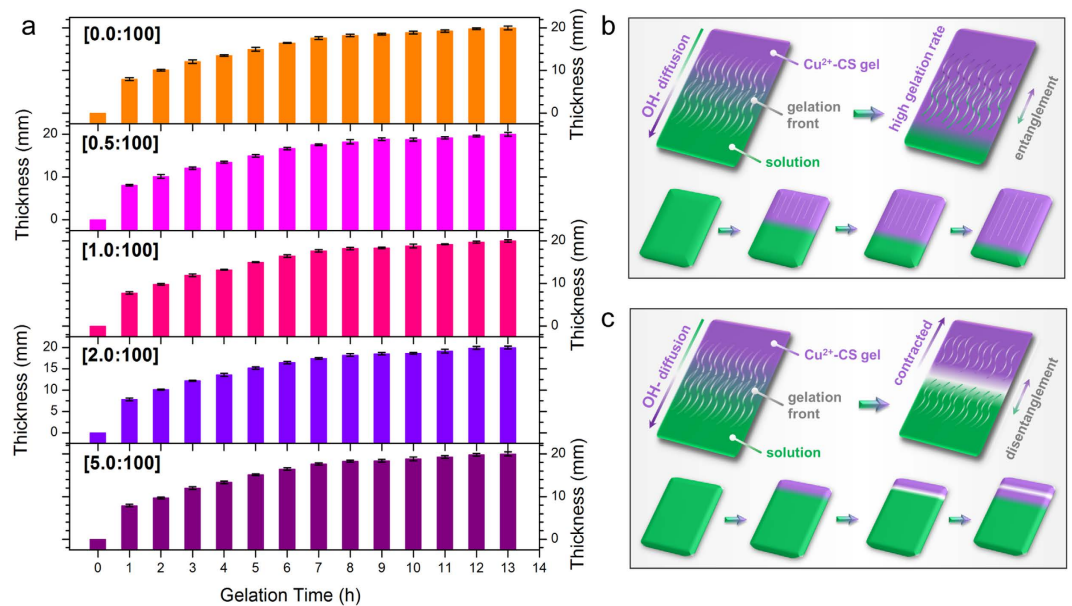 a
[0.0:100]
20
10
0
Thickness (mm)
[0.5:100]
20
10
0
Thickness (mm)
[1.0:100]
20
10
0
Thickness (mm)
[2.0:100]
20
15
10
5
0
Thickness (mm)
[5.0:100]
20
10
0
Thickness (mm)
0 1 2 3 4 5 6 7 8 9 10 11 12 13 14
Gelation Time (h)
b
OH- diffusion
Cu2+-CS gel
gelation
front
solution
high gelation rate
entanglement
c
OH- diffusion
Cu2+-CS gel
gelation
front
solution
contracted
disentanglement